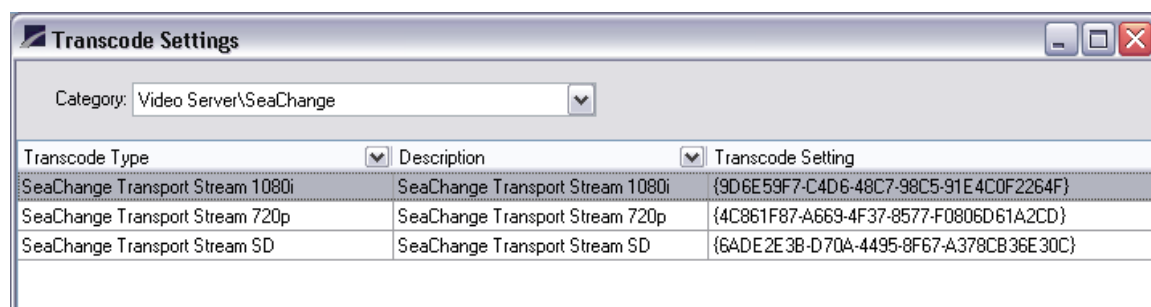 Transcode Settings
Category: Video Server\SeaChange
Transcode Type Description Transcode Setting
SeaChange Transport Stream 1080i SeaChange Transport Stream 1080i {9D6E59F7-C4D6-48C7-98C5-91E4C0F2264F}
SeaChange Transport Stream 720p SeaChange Transport Stream 720p {4C861F87-A669-4F37-8577-F0806D61A2CD}
SeaChange Transport Stream SD SeaChange Transport Stream SD {6ADE2E3B-D70A-4495-8F67-A378CB36E30C}